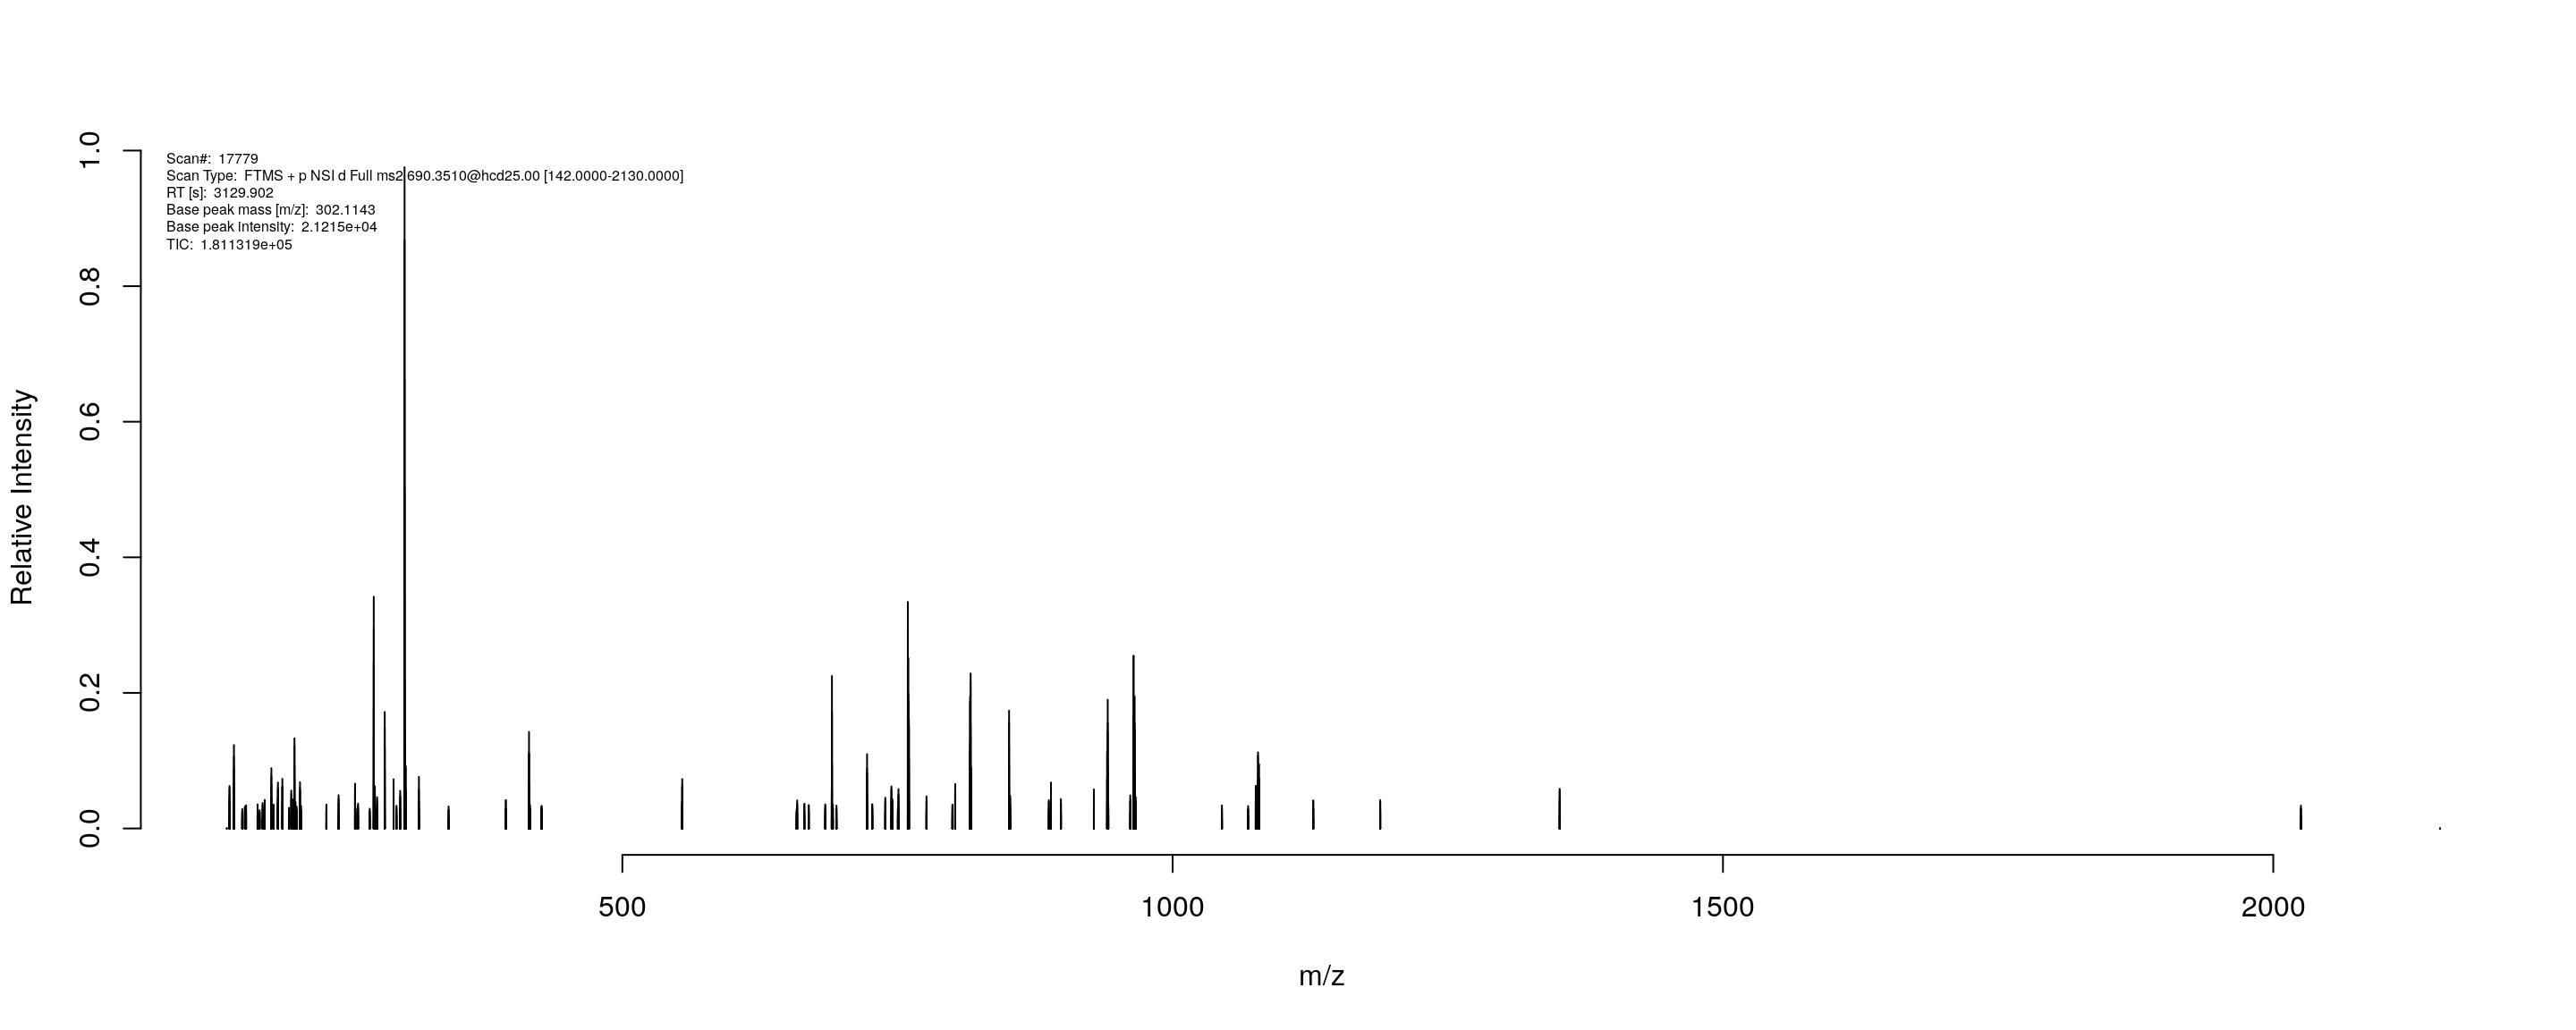 Scan#: 17779
Scan Type: FTMS + p NSI d Full ms2 690.3510@hcd25.00 [142.0000-2130.0000]
RT [s]: 3129.902
Base peak mass [m/z]: 302.1143
Base peak intensity: 2.1215e+04
TIC: 1.811319e+05
1.0
0.8
0.6
0.4
0.2
0.0
Relative Intensity
500 1000 1500 2000
m/z